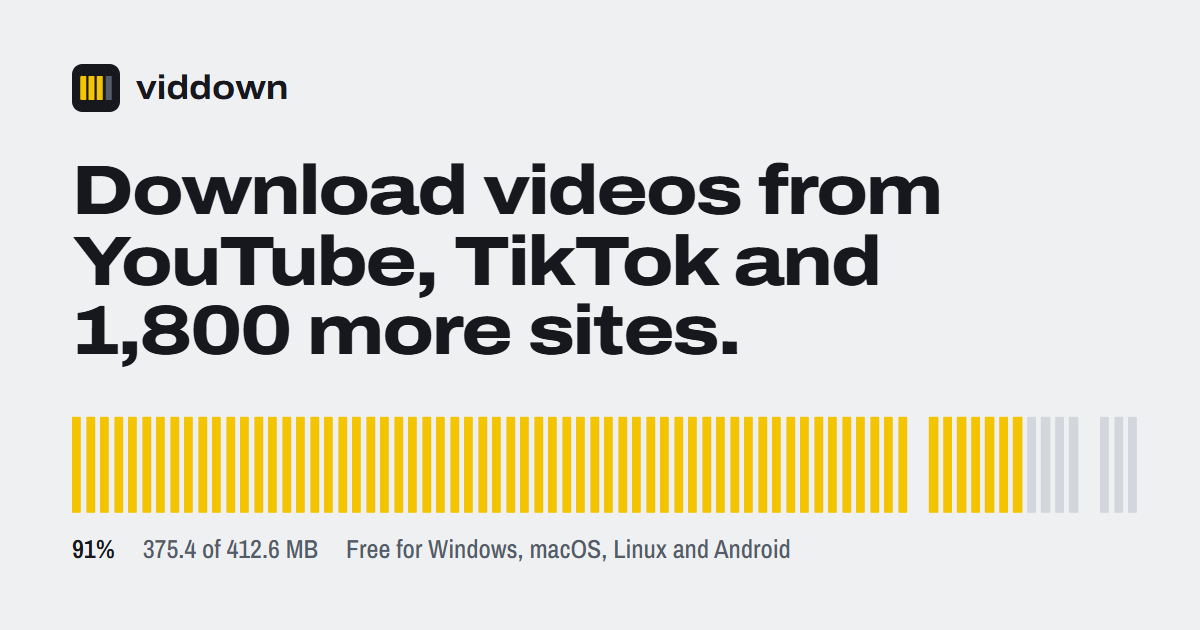 viddown
Download videos from
YouTube, TikTok and
1,800 more sites.
91% 375.4 of 412.6 MB Free for Windows, macOS, Linux and Android